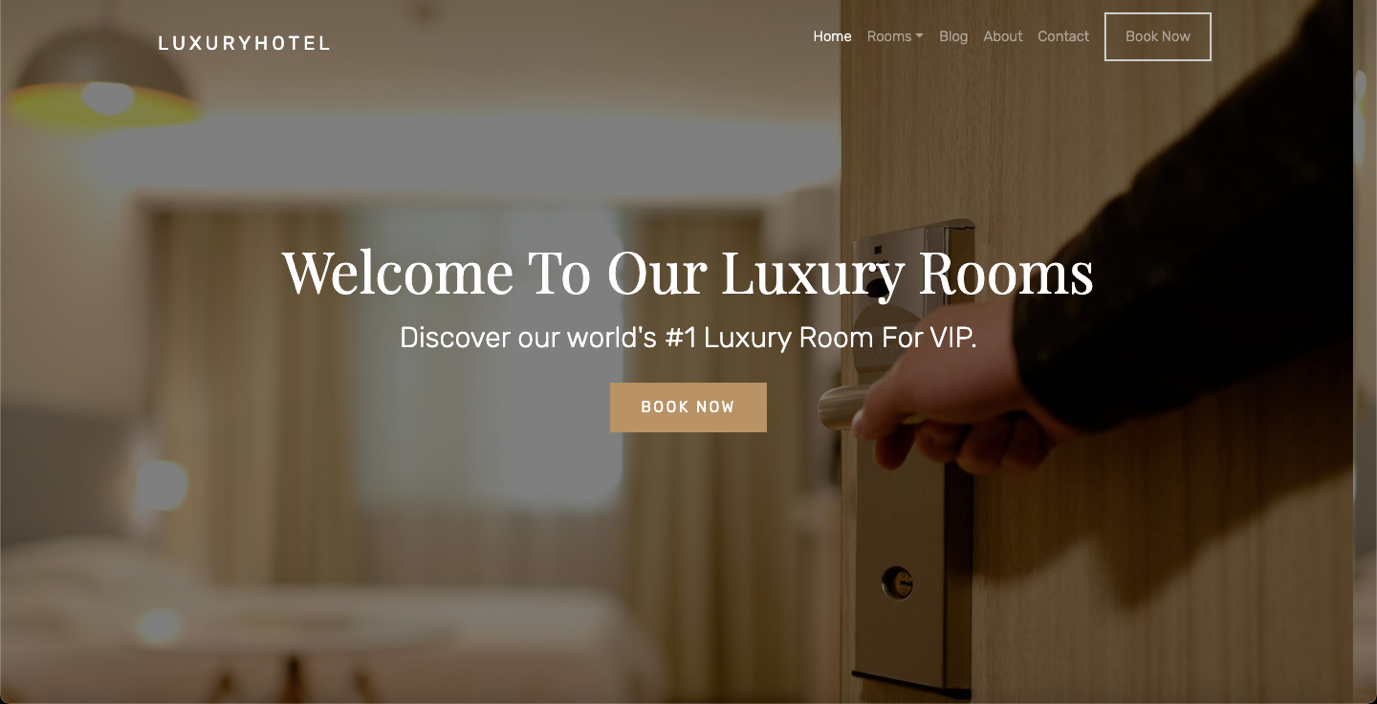 LUXURYHOTEL
Home Rooms Blog About Contact Book Now
Welcome To Our Luxury Rooms
Discover our world's #1 Luxury Room For VIP.
BOOK NOW